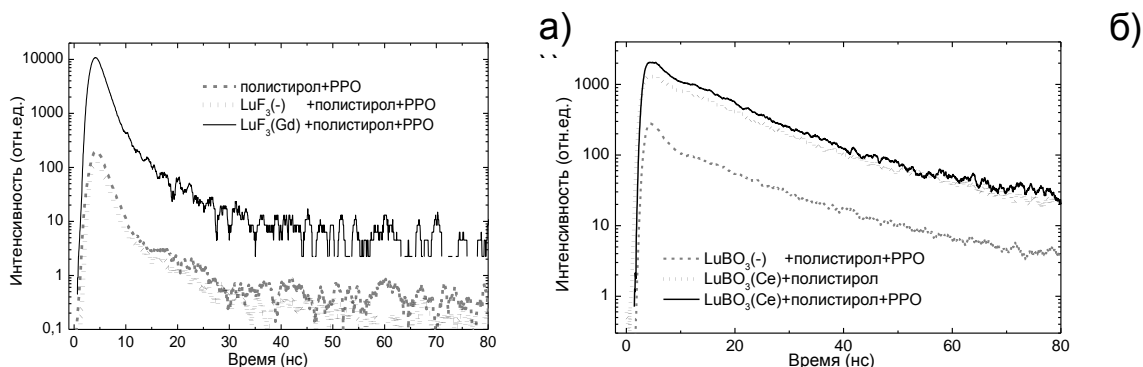 а)
б)
10000
1000
100
10
1
0,1
Интенсивность (отн.ед.)
полистирол+PPO
LuF3(-) +полистирол+PPO
LuF3(Gd) +полистирол+PPO
0 10 20 30 40 50 60 70 80
Время (нс)
1000
100
10
1
Интенсивность (отн.ед.)
LuBO3(-) +полистирол+PPO
LuBO3(Ce)+полистирол
LuBO3(Ce)+полистирол+PPO
0 20 40 60 80
Время (нс)